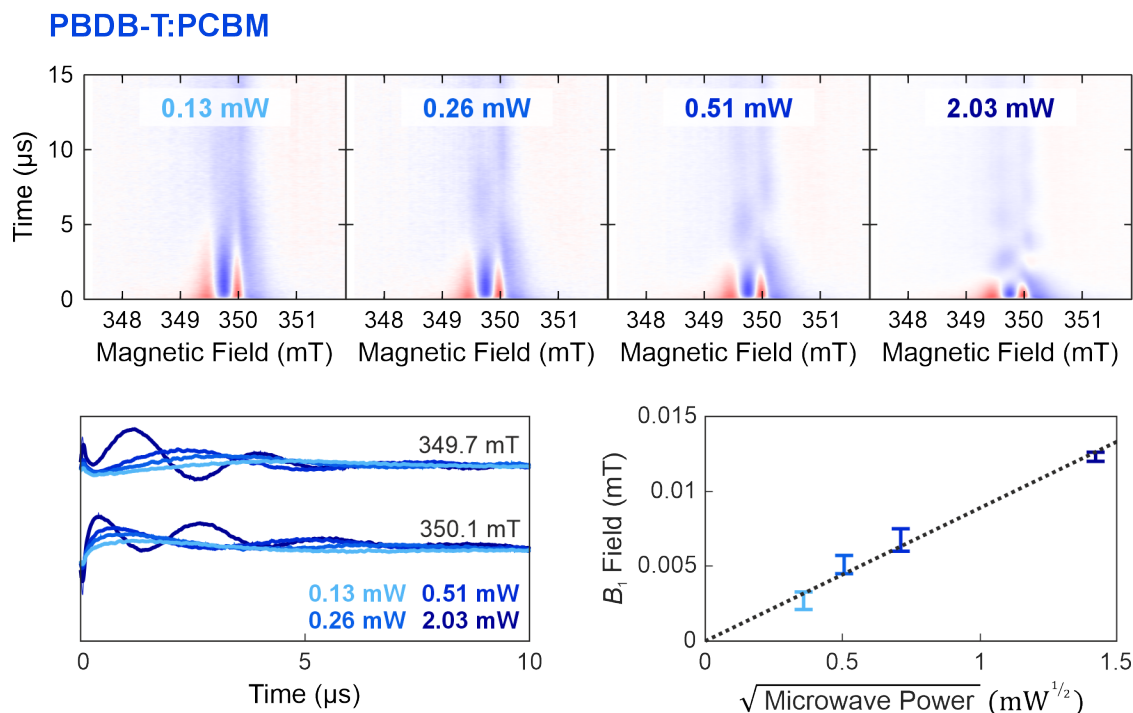 PBDB-T:PCBM
15
10
5
0
Time (µs)
0.13 mW
0.26 mW
0.51 mW
2.03 mW
348 349 350 351
348 349 350 351
348 349 350 351
348 349 350 351
Magnetic Field (mT)
Magnetic Field (mT)
Magnetic Field (mT)
Magnetic Field (mT)
349.7 mT
350.1 mT
0.13 mW 0.51 mW
0.26 mW 2.03 mW
0 5 10
Time (µs)
0.015
0.01
0.005
0
B₁ Field (mT)
0 0.5 1 1.5
√Microwave Power (mW^1/2)